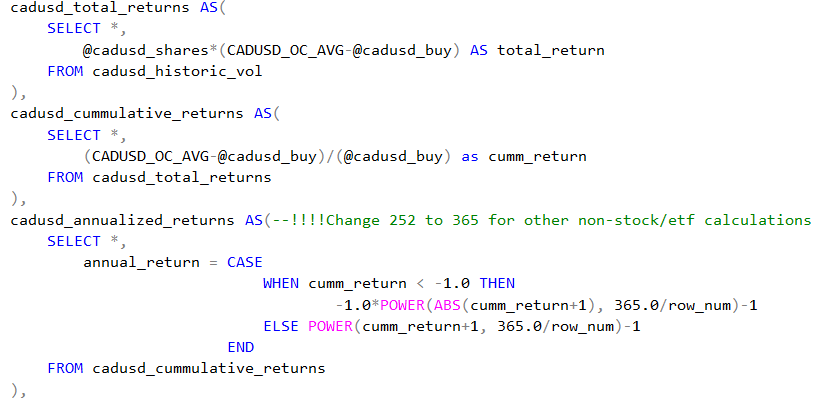 cadusd_total_returns AS(
    SELECT *,
        @cadusd_shares*(CADUSD_OC_AVG-@cadusd_buy) AS total_return
    FROM cadusd_historic_vol
),
cadusd_cummulative_returns AS(
    SELECT *,
        (CADUSD_OC_AVG-@cadusd_buy)/(@cadusd_buy) as cumm_return
    FROM cadusd_total_returns
),
cadusd_annualized_returns AS(--!!!!Change 252 to 365 for other non-stock/etf calculations
    SELECT *,
        annual_return = CASE
                            WHEN cumm_return < -1.0 THEN
                                    -1.0*POWER(ABS(cumm_return+1), 365.0/row_num)-1
                            ELSE POWER(cumm_return+1, 365.0/row_num)-1
                        END
    FROM cadusd_cummulative_returns
),